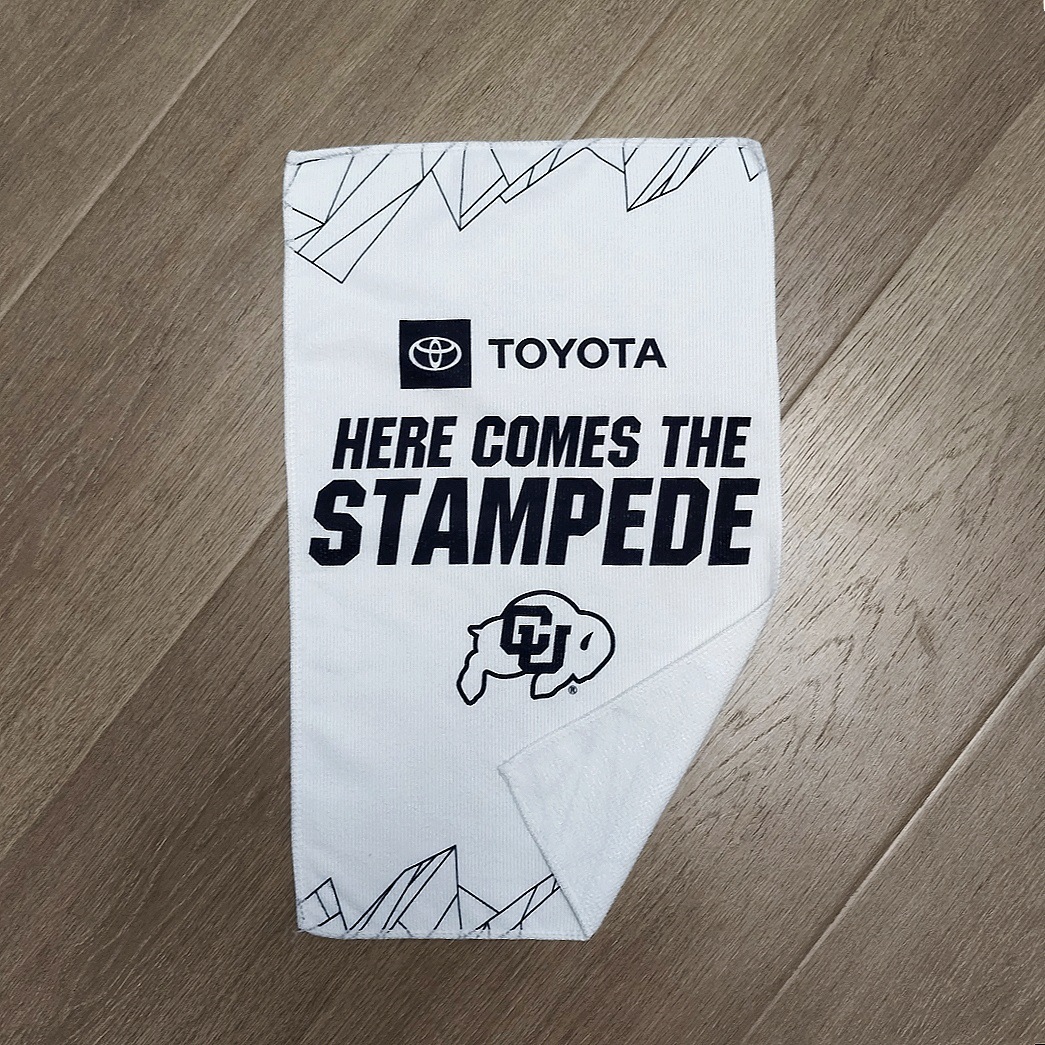 TOYOTA
HERE COMES THE
STAMPEDE
CU
®